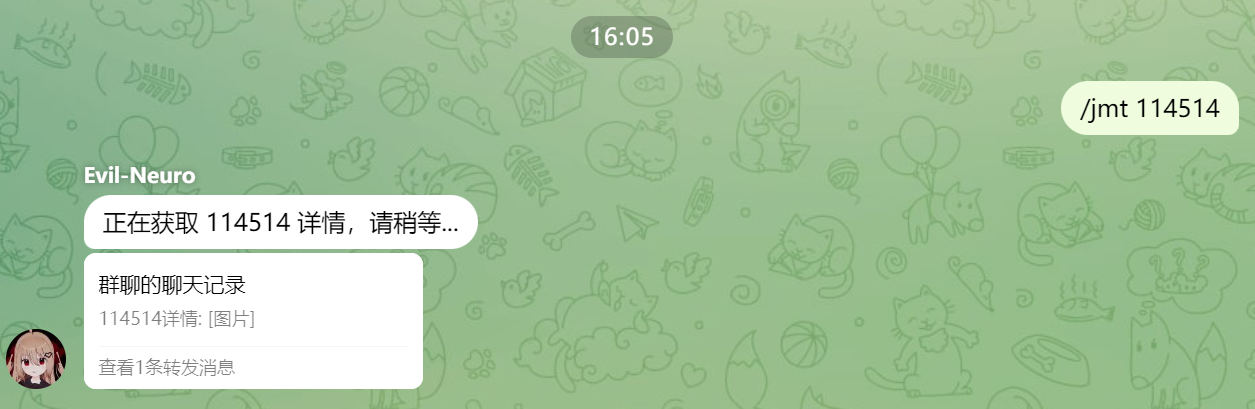 16:05
/jmt 114514
Evil-Neuro
正在获取 114514 详情，请稍等...
群聊的聊天记录
114514详情: [图片]
查看1条转发消息